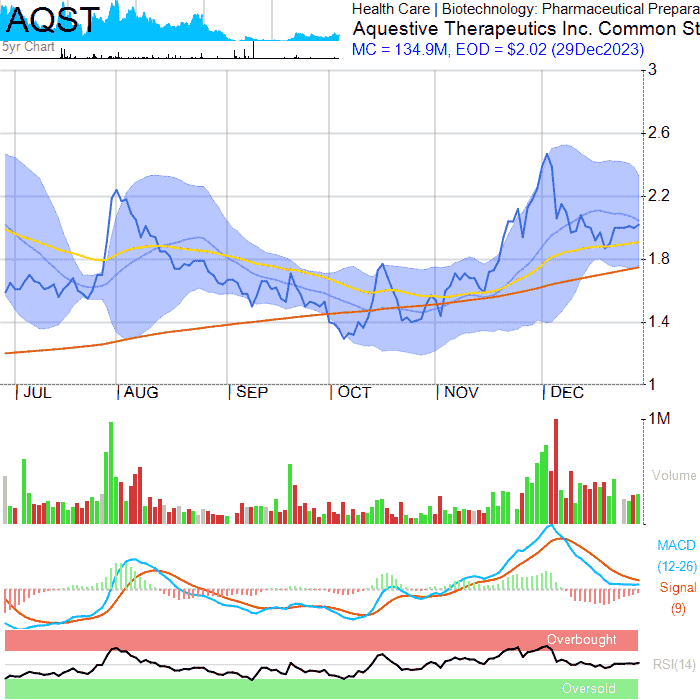 AQST
5yr Chart
Health Care | Biotechnology: Pharmaceutical Prepara
Aquestive Therapeutics Inc. Common St
MC = 134.9M, EOD = $2.02 (29Dec2023)
3
2.6
2.2
1.8
1.4
1
JUL AUG SEP OCT NOV DEC
1M
Volume
MACD
(12-26)
Signal
(9)
Overbought
RSI(14)
Oversold